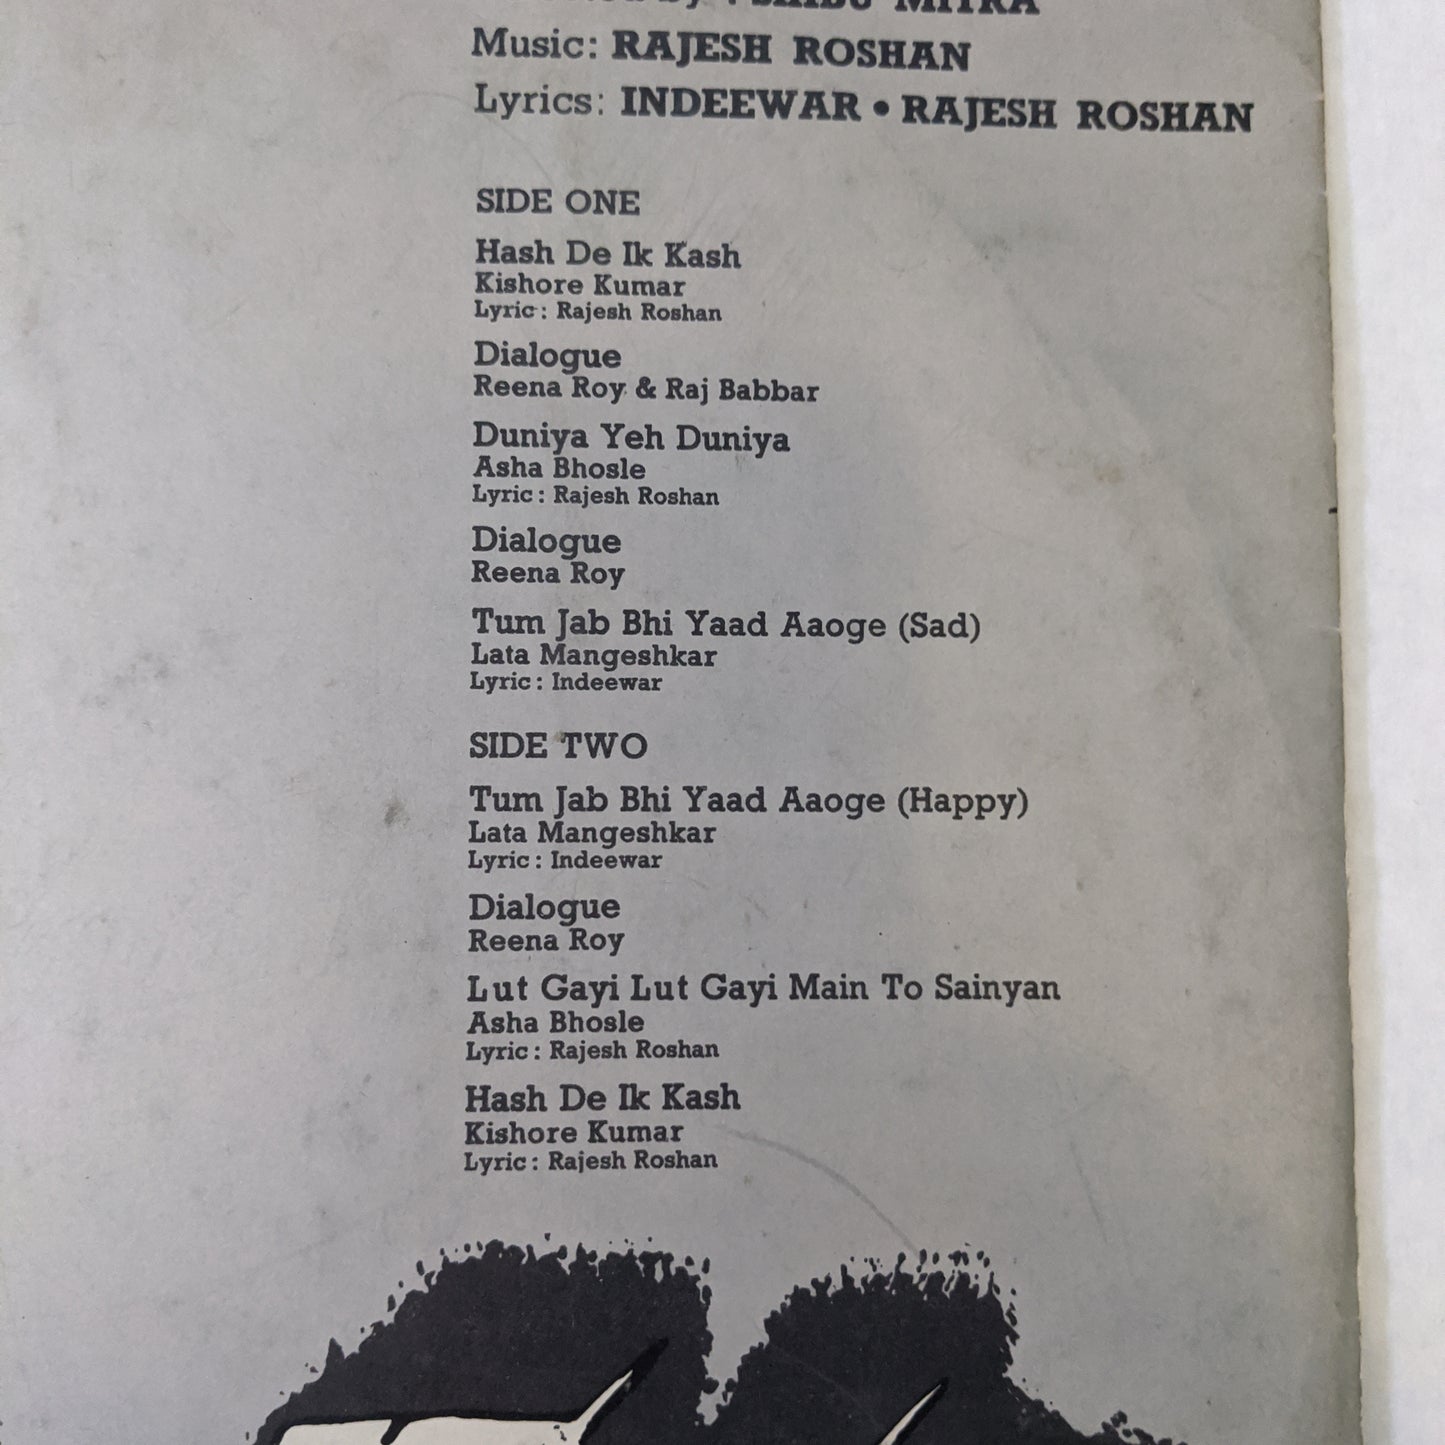 by : SHIBU MITRA
Music: RAJESH ROSHAN
Lyrics: INDEEWAR • RAJESH ROSHAN
SIDE ONE
Hash De Ik Kash
Kishore Kumar
Lyric : Rajesh Roshan
Dialogue
Reena Roy & Raj Babbar
Duniya Yeh Duniya
Asha Bhosle
Lyric : Rajesh Roshan
Dialogue
Reena Roy
Tum Jab Bhi Yaad Aaoge (Sad)
Lata Mangeshkar
Lyric : Indeewar
SIDE TWO
Tum Jab Bhi Yaad Aaoge (Happy)
Lata Mangeshkar
Lyric : Indeewar
Dialogue
Reena Roy
Lut Gayi Lut Gayi Main To Sainyan
Asha Bhosle
Lyric : Rajesh Roshan
Hash De Ik Kash
Kishore Kumar
Lyric : Rajesh Roshan